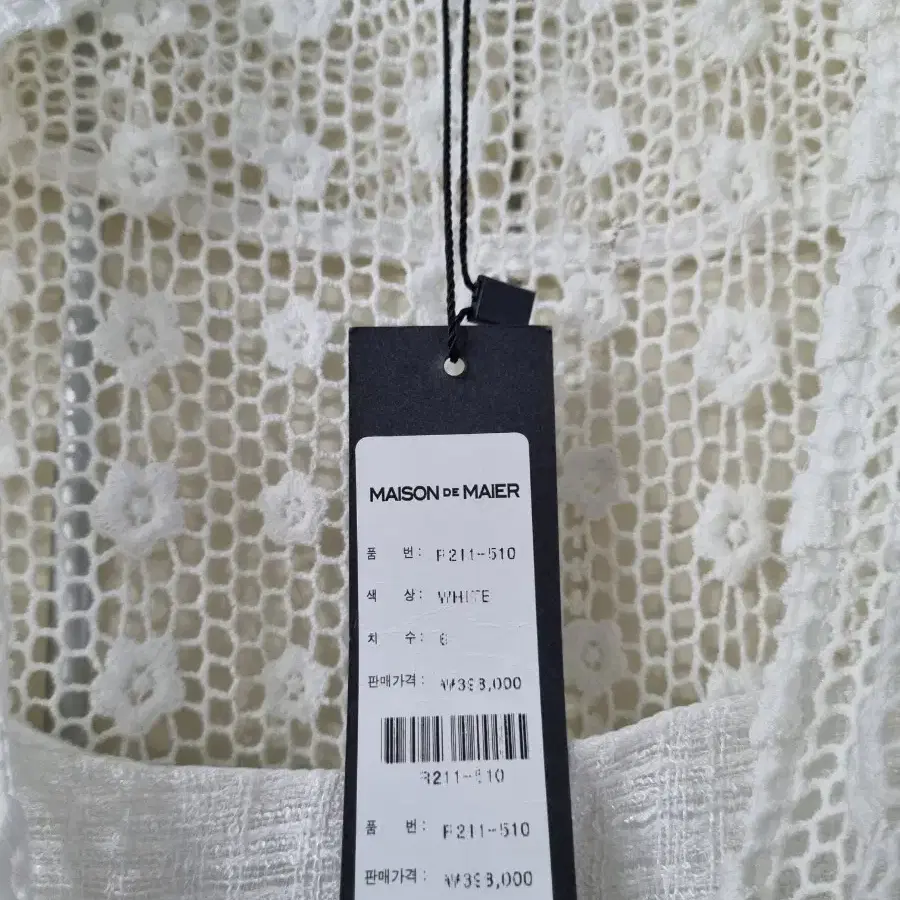 MAISON DE MAIER
품 번: R211-510
색 상: WHITE
치 수: 6
판매가격: ₩398,000
R211-510
품 번: R211-510
판매가격: ₩398,000